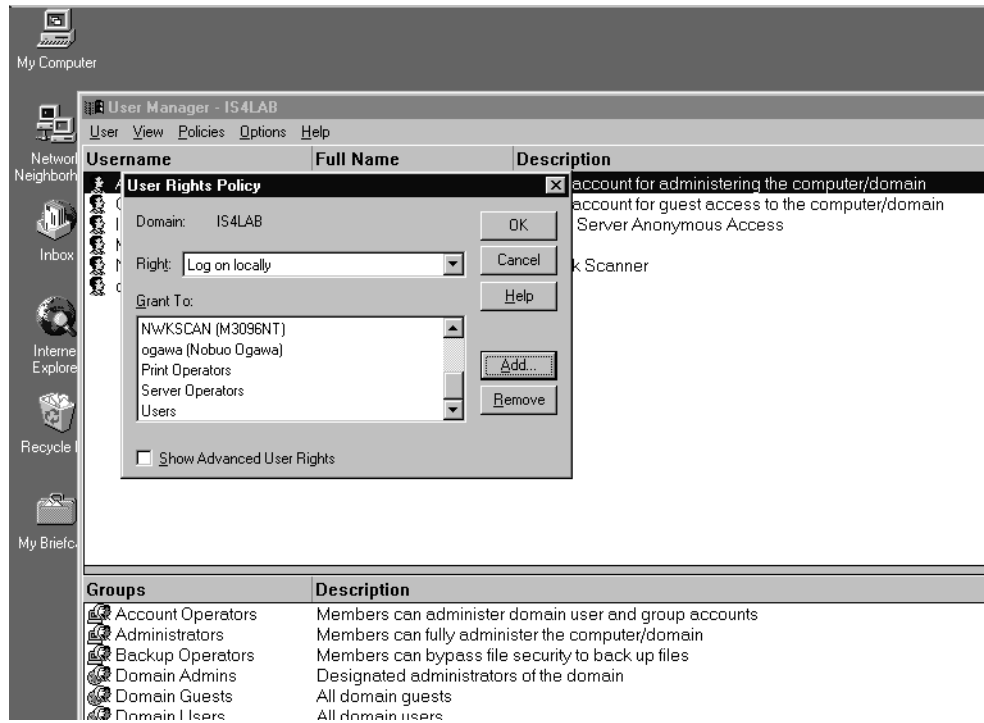 My Computer
User Manager - IS4LAB
User View Policies Options Help
Username Full Name Description
Network
Neighborh
User Rights Policy
account for administering the computer/domain
account for guest access to the computer/domain
Server Anonymous Access
k Scanner
Domain: IS4LAB
OK
Right: Log on locally
Cancel
Inbox
Grant To:
Help
NWKSCAN (M3096NT)
ogawa (Nobuo Ogawa)
Print Operators
Server Operators
Users
Add...
Remove
Interne
Explore
Recycle
Show Advanced User Rights
My Briefc
Groups Description
Account Operators Members can administer domain user and group accounts
Administrators Members can fully administer the computer/domain
Backup Operators Members can bypass file security to back up files
Domain Admins Designated administrators of the domain
Domain Guests All domain guests
Domain Users All domain users